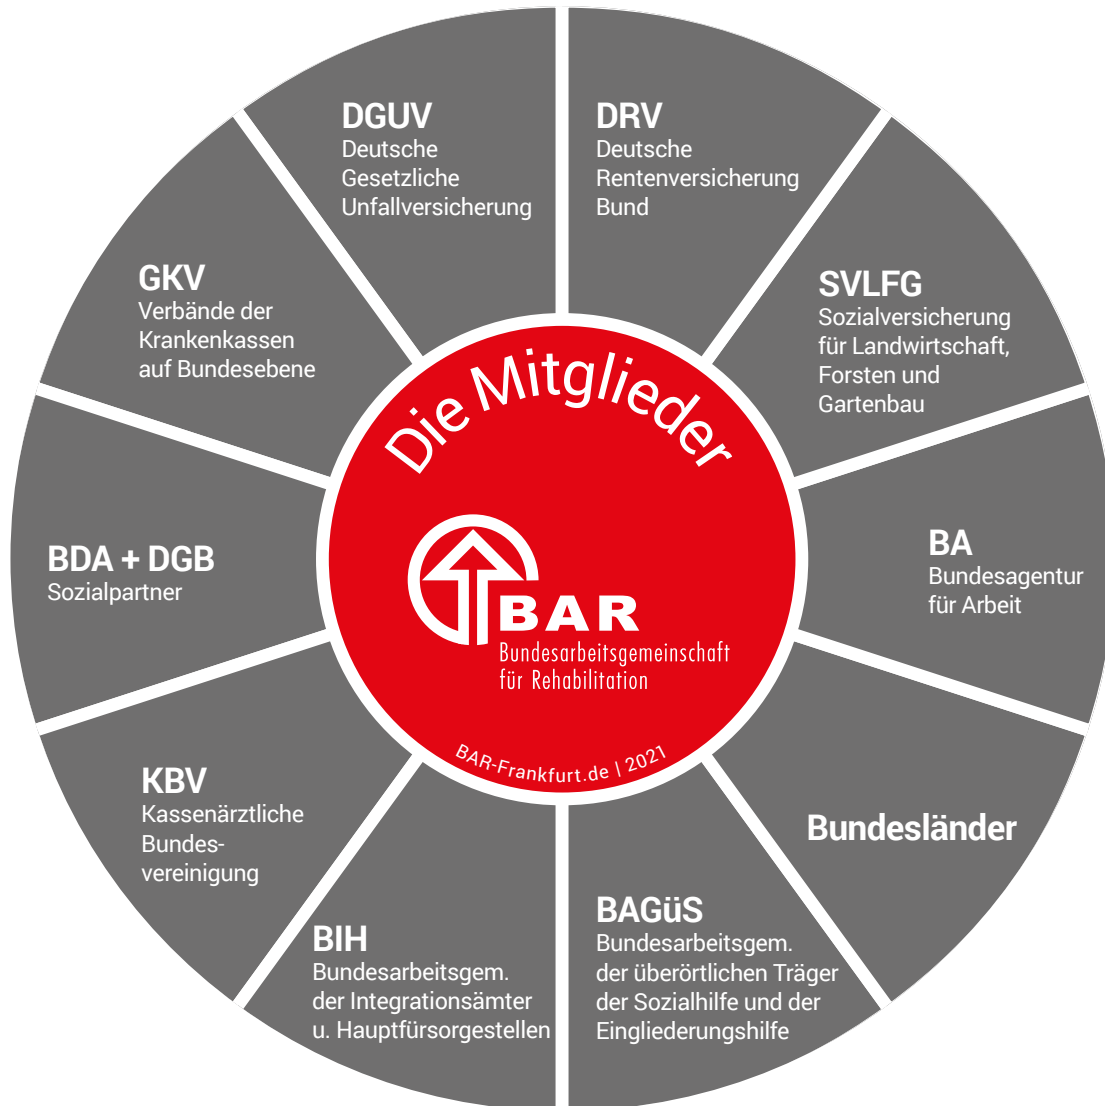 DGUV
Deutsche
Gesetzliche
Unfallversicherung
DRV
Deutsche
Rentenversicherung
Bund
SVLFG
Sozialversicherung
für Landwirtschaft,
Forsten und
Gartenbau
BA
Bundesagentur
für Arbeit
Bundesländer
BAGüS
Bundesarbeitsgem.
der überörtlichen Träger
der Sozialhilfe und der
Eingliederungshilfe
BIH
Bundesarbeitsgem.
der Integrationsämter
u. Hauptfürsorgestellen
KBV
Kassenärztliche
Bundes-
vereinigung
BDA + DGB
Sozialpartner
GKV
Verbände der
Krankenkassen
auf Bundesebene
Die Mitglieder
BAR
Bundesarbeitsgemeinschaft
für Rehabilitation
BAR-Frankfurt.de | 2021